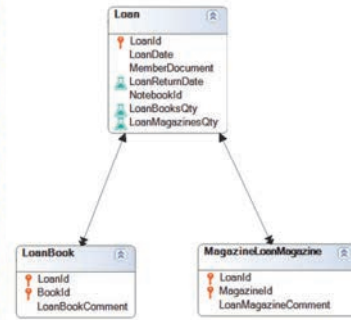 Loan
LoanId
LoanDate
MemberDocument
LoanReturnDate
NotebookId
LoanBooksQty
LoanMagazinesQty
LoanBook
LoanId
BookId
LoanBookComment
MagazineLoanMagazine
LoanId
MagazineId
LoanMagazineComment